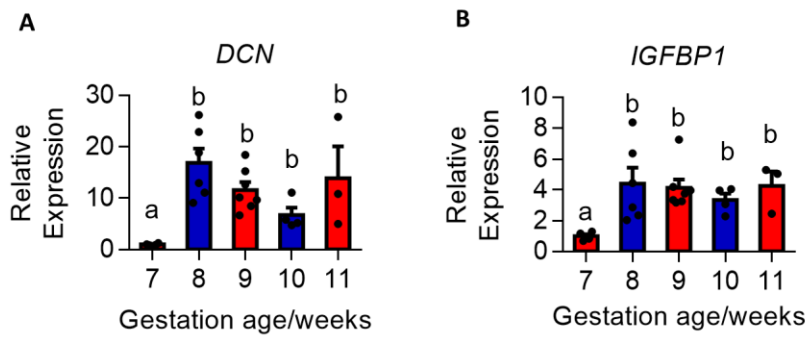 A
DCN
Relative
Expression
30
20
10
0
a
b
b
b
b
7 8 9 10 11
Gestation age/weeks
B
IGFBP1
Relative
Expression
10
8
6
4
2
0
a
b
b
b
b
7 8 9 10 11
Gestation age/weeks